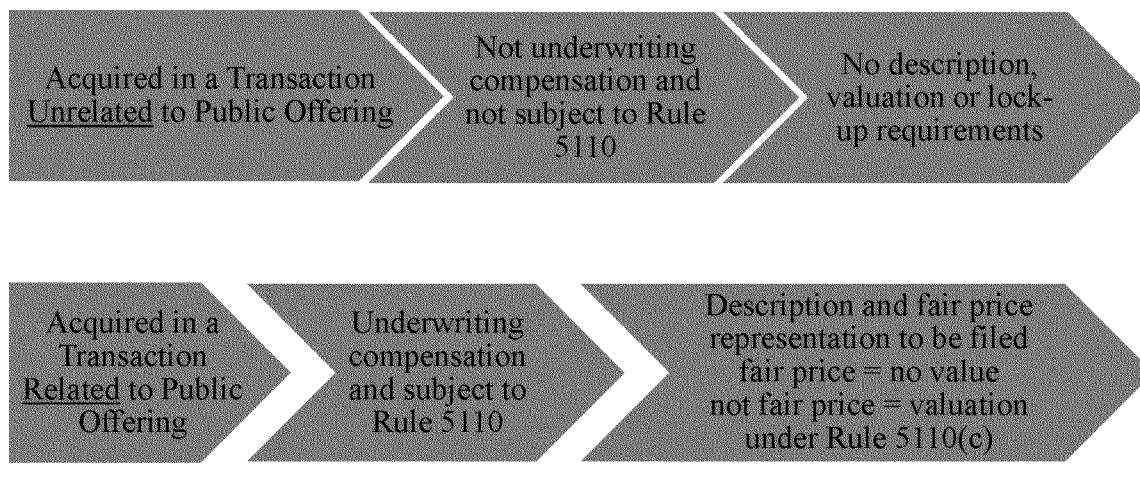 Acquired in a Transaction
Unrelated to Public Offering
Not underwriting
compensation and
not subject to Rule
5110
No description,
valuation or lock-
up requirements
Acquired in a
Transaction
Related to Public
Offering
Underwriting
compensation
and subject to
Rule 5110
Description and fair price
representation to be filed
fair price = no value
not fair price = valuation
under Rule 5110(c)